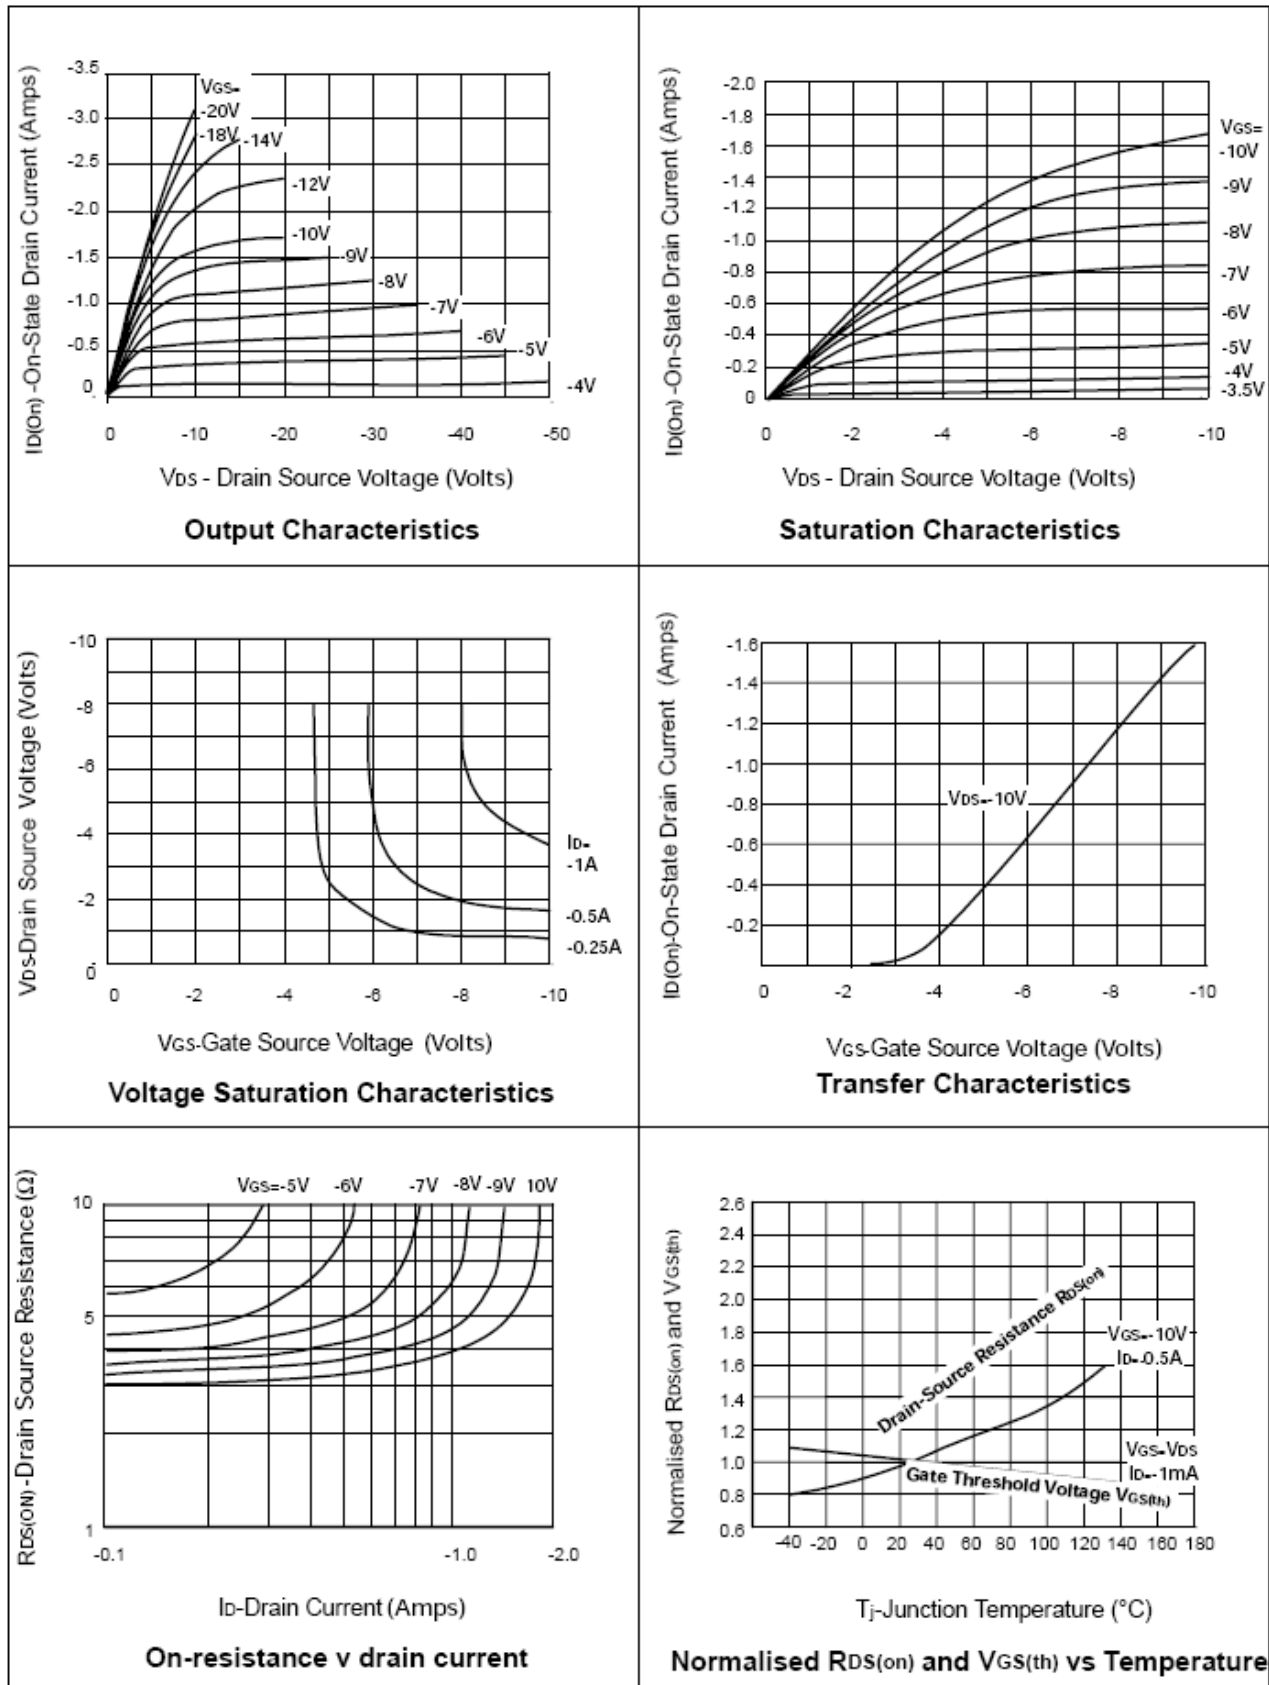 ID(On) -On-State Drain Current (Amps)
-3.5
-3.0
-2.5
-2.0
-1.5
-1.0
-0.5
0
VGS=
-20V
-18V
-14V
-12V
-10V
-9V
-8V
-7V
-6V
-5V
-4V
0 -10 -20 -30 -40 -50
VDS - Drain Source Voltage (Volts)
Output Characteristics
ID(On) -On-State Drain Current (Amps)
-2.0
-1.8
-1.6
-1.4
-1.2
-1.0
-0.8
-0.6
-0.4
-0.2
0
VGS=
-10V
-9V
-8V
-7V
-6V
-5V
-4V
-3.5V
0 -2 -4 -6 -8 -10
VDS - Drain Source Voltage (Volts)
Saturation Characteristics
VDS-Drain Source Voltage (Volts)
-10
-8
-6
-4
-2
0
ID=
-1A
-0.5A
-0.25A
0 -2 -4 -6 -8 -10
VGS-Gate Source Voltage (Volts)
Voltage Saturation Characteristics
ID(On)-On-State Drain Current (Amps)
-1.6
-1.4
-1.2
-1.0
-0.8
-0.6
-0.4
-0.2
VDS=-10V
0 -2 -4 -6 -8 -10
VGS-Gate Source Voltage (Volts)
Transfer Characteristics
RDS(ON) -Drain Source Resistance (Ω)
VGS=-5V -6V -7V -8V -9V 10V
10
5
1
-0.1 -1.0 -2.0
ID-Drain Current (Amps)
On-resistance v drain current
Normalised RDS(on) and VGS(th)
2.6
2.4
2.2
2.0
1.8
1.6
1.4
1.2
1.0
0.8
0.6
Drain-Source Resistance RDS(on)
VGS=-10V
ID=-0.5A
VGS=VDS
ID=-1mA
Gate Threshold Voltage VGS(th)
-40 -20 0 20 40 60 80 100 120 140 160 180
Tj-Junction Temperature (°C)
Normalised RDS(on) and VGS(th) vs Temperature